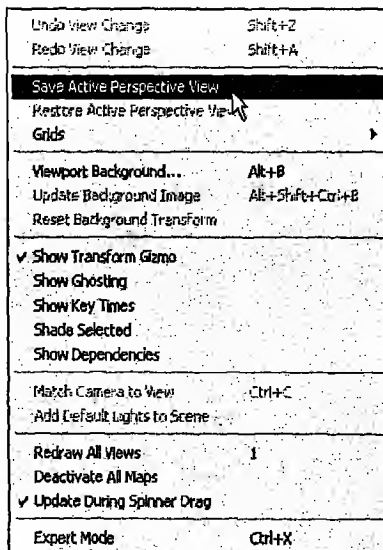 Undo View Change Shift+Z
Redo View Change Shift+A
Save Active Perspective View
Restore Active Perspective View
Grids
Viewport Background... Alt+B
Update Background Image Alt+Shift+Ctrl+B
Reset Background Transform
Show Transform Gizmo
Show Ghosting
Show Key Times
Shade Selected
Show Dependencies
Match Camera to View Ctrl+C
Add Default Lights to Scene
Redraw All Views 1
Deactivate All Maps
Update During Spinner Drag
Expert Mode Ctrl+X